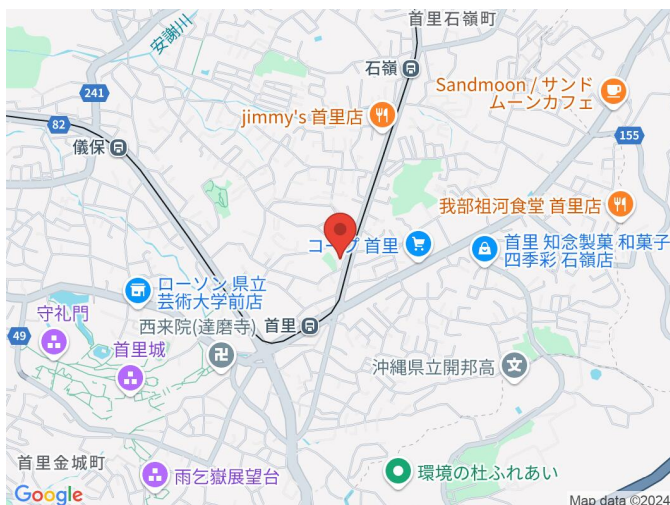 首里石嶺町
安謝川
石嶺
Sandmoon / サンド
ムーンカフェ
241
jimmy's 首里店
82
155
儀保
我部祖河食堂 首里店
コープ 首里
首里 知念製菓 和菓子
四季彩 石嶺店
ローソン 県立
芸術大学前店
守礼門
49
西来院(達磨寺)
首里
首里城
沖縄県立開邦高
文
首里金城町
雨乞嶽展望台
環境の杜ふれあい
Google
Map data ©2024